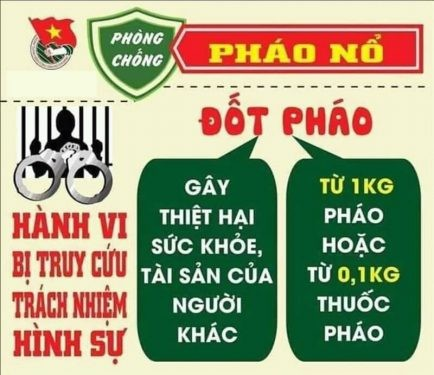 PHÒNG
CHỐNG
PHÁO NỔ
ĐỐT PHÁO
HÀNH VI
BỊ TRUY CỨU
TRÁCH NHIỆM
HÌNH SỰ
GÂY
THIỆT HẠI
SỨC KHỎE,
TÀI SẢN CỦA
NGƯỜI
KHÁC
TỪ 1KG
PHÁO
HOẶC
TỪ 0,1KG
THUỐC
PHÁO